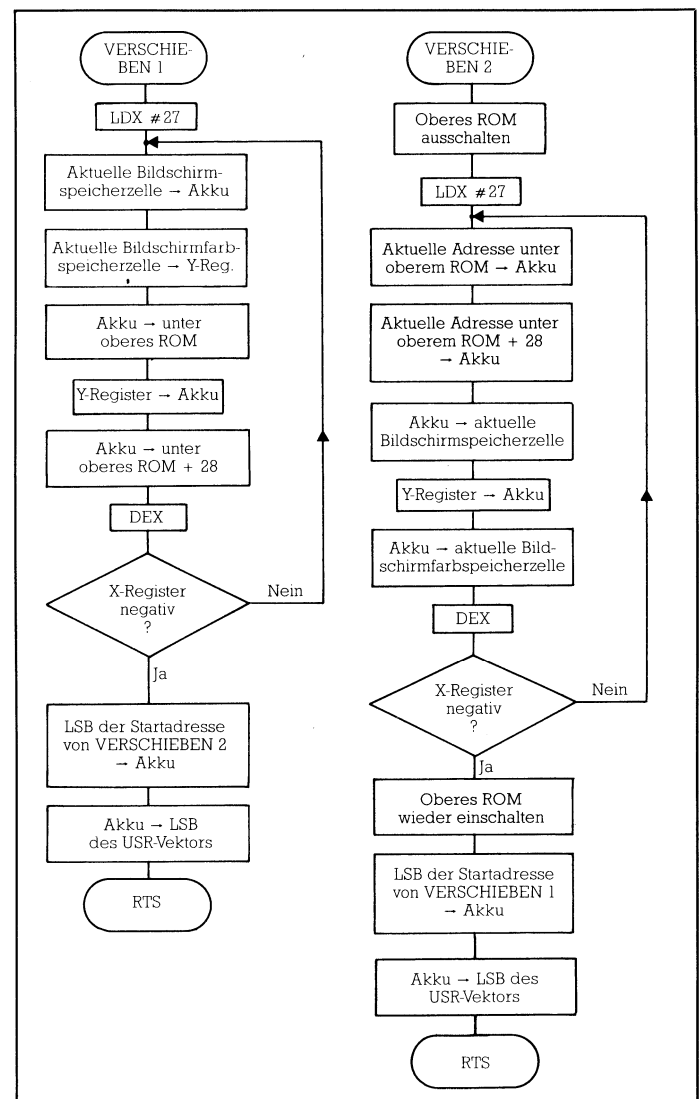 VERSCHIE-
BEN 1
LDX #27
Aktuelle Bildschirm-
speicherzelle → Akku
Aktuelle Bildschirmfarb-
speicherzelle → Y-Reg.
Akku → unter
oberes ROM
Y-Register → Akku
Akku → unter
oberes ROM + 28
DEX
X-Register
negativ
?
Nein
Ja
LSB der Startadresse
von VERSCHIEBEN 2
→ Akku
Akku → LSB
des USR-Vektors
RTS
VERSCHIE-
BEN 2
Oberes ROM
ausschalten
LDX #27
Aktuelle Adresse unter
oberem ROM → Akku
Aktuelle Adresse unter
oberem ROM + 28
→ Akku
Akku → aktuelle
Bildschirmspeicherzelle
Y-Register → Akku
Akku → aktuelle Bild-
schirmfarbspeicherzelle
DEX
X-Register
negativ
?
Nein
Ja
Oberes ROM
wieder einschalten
LSB der Startadresse
von VERSCHIEBEN 1
→ Akku
Akku → LSB des
USR-Vektors
RTS